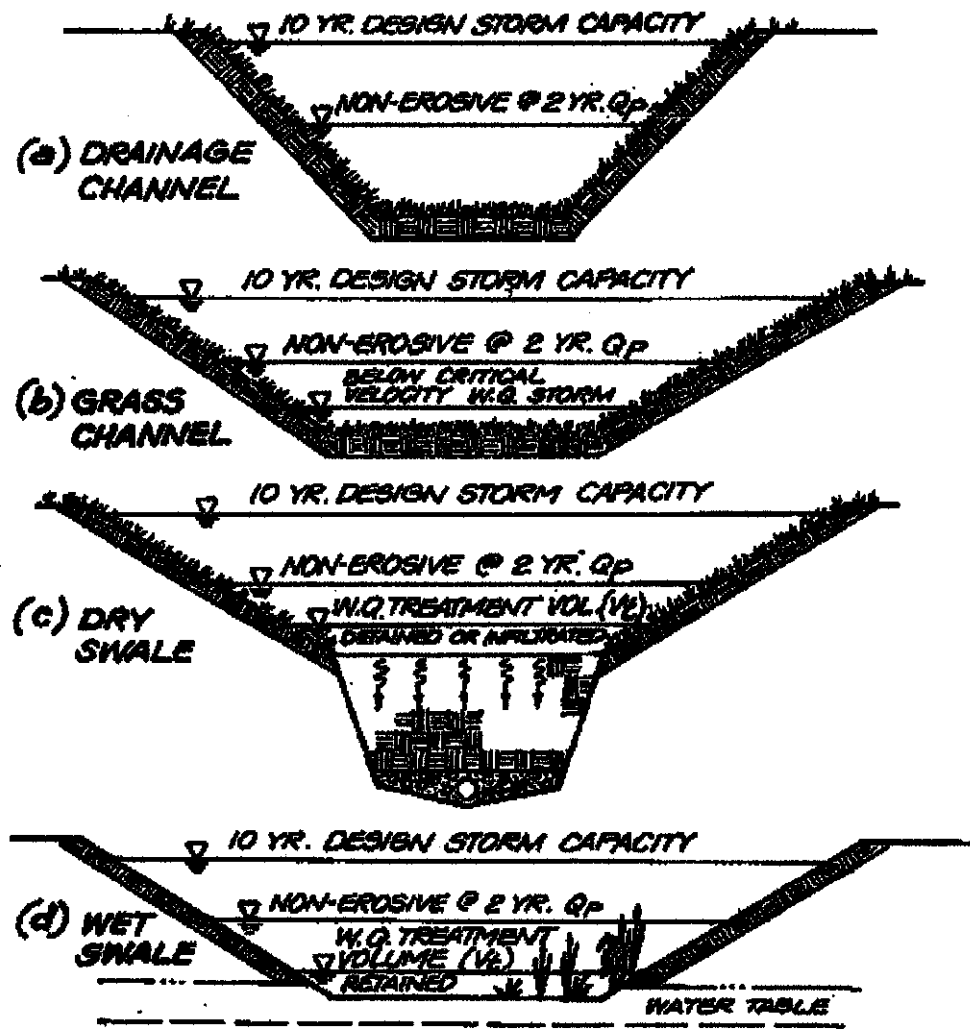 10 YR. DESIGN STORM CAPACITY
NON-EROSIVE @ 2 YR. Qp
(a) DRAINAGE
CHANNEL
10 YR. DESIGN STORM CAPACITY
NON-EROSIVE @ 2 YR. Qp
BELOW CRITICAL
VELOCITY W.Q. STORM
(b) GRASS
CHANNEL
10 YR. DESIGN STORM CAPACITY
NON-EROSIVE @ 2 YR. Qp
W.Q. TREATMENT VOL. (Vt)
DETAINED OR INFILTRATED
(c) DRY
SWALE
10 YR. DESIGN STORM CAPACITY
NON-EROSIVE @ 2 YR. Qp
(d) WET
SWALE
W.Q. TREATMENT
VOLUME (Vt)
RETAINED
WATER TABLE